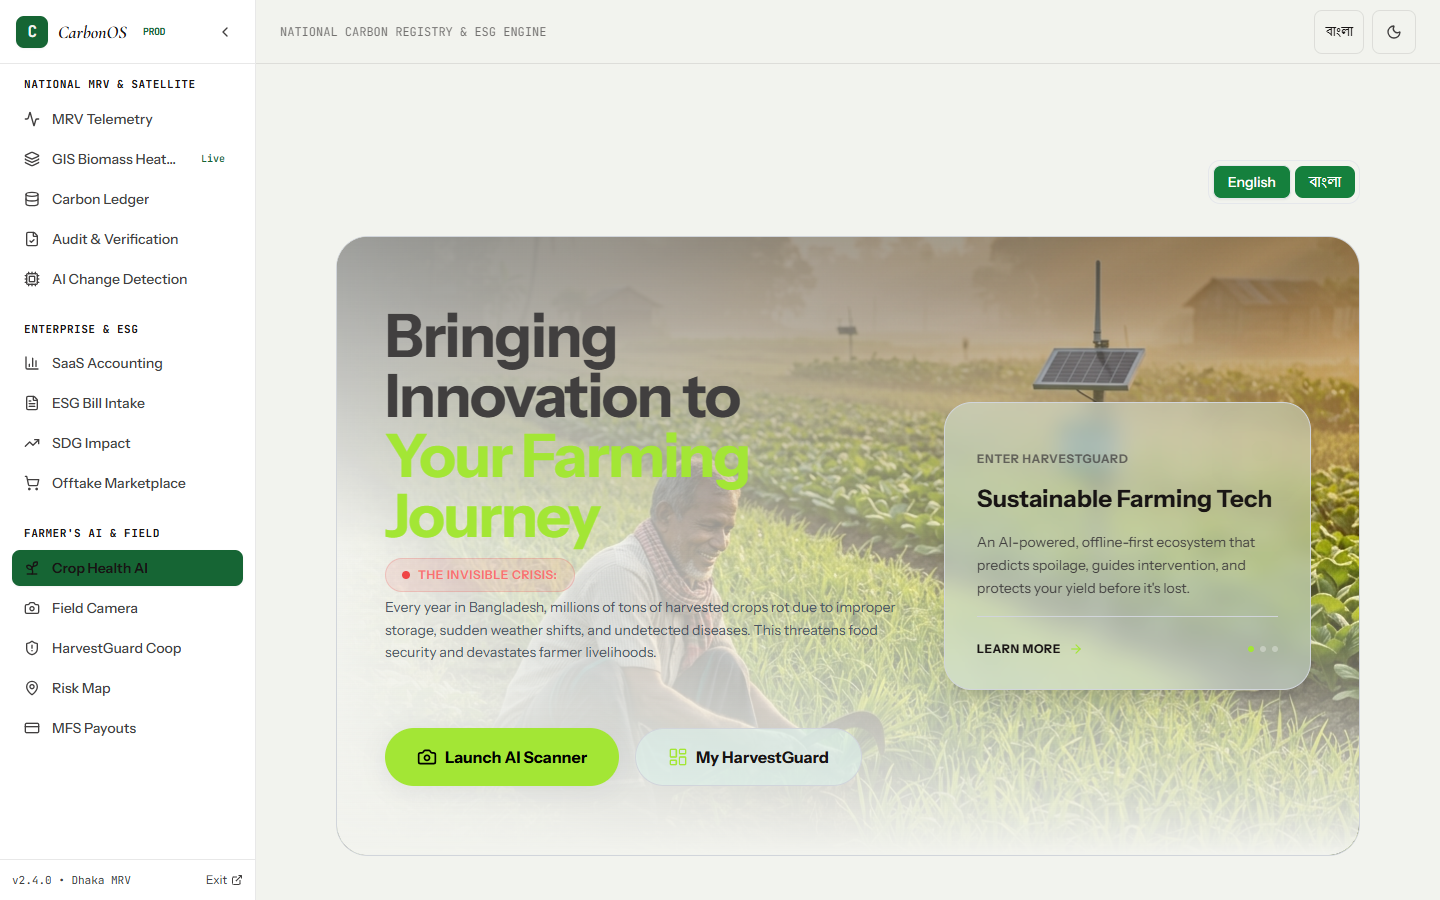 C CarbonOS PROD
NATIONAL MRV & SATELLITE
MRV Telemetry
GIS Biomass Heat... Live
Carbon Ledger
Audit & Verification
AI Change Detection
ENTERPRISE & ESG
SaaS Accounting
ESG Bill Intake
SDG Impact
Offtake Marketplace
FARMER'S AI & FIELD
Crop Health AI
Field Camera
HarvestGuard Coop
Risk Map
MFS Payouts
v2.4.0 • Dhaka MRV Exit
NATIONAL CARBON REGISTRY & ESG ENGINE
বাংলা
English বাংলা
Bringing
Innovation to
Your Farming
Journey
THE INVISIBLE CRISIS:
Every year in Bangladesh, millions of tons of harvested crops rot due to improper
storage, sudden weather shifts, and undetected diseases. This threatens food
security and devastates farmer livelihoods.
Launch AI Scanner
My HarvestGuard
ENTER HARVESTGUARD
Sustainable Farming Tech
An AI-powered, offline-first ecosystem that
predicts spoilage, guides intervention, and
protects your yield before it's lost.
LEARN MORE →